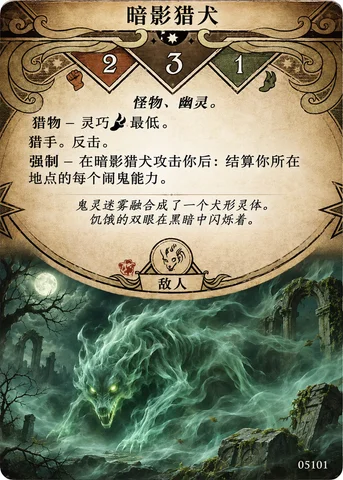 暗影猎犬
2 3 1
怪物、幽灵。
猎物 – 灵巧 最低。
猎手。反击。
强制 – 在暗影猎犬攻击你后：结算你所在
地点的每个闹鬼能力。
鬼灵迷雾融合成了一个犬形灵体。
饥饿的双眼在黑暗中闪烁着。
敌人
05101